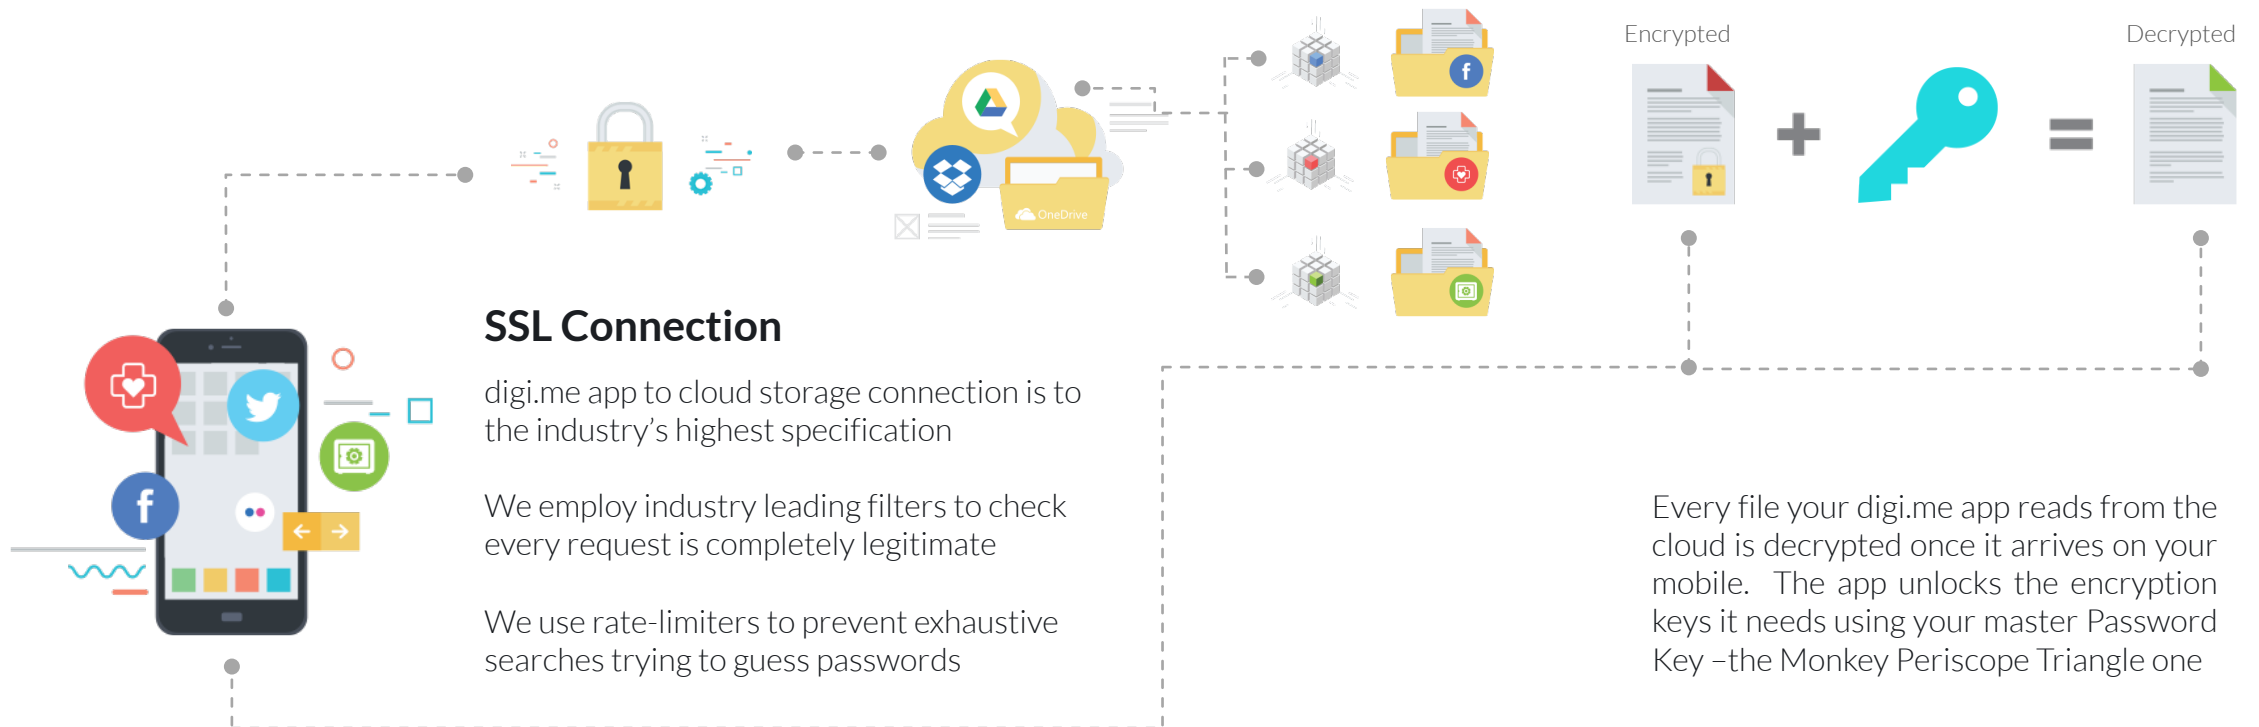 Encrypted
Decrypted
OneDrive
SSL Connection
digi.me app to cloud storage connection is to
the industry’s highest specification
We employ industry leading filters to check
every request is completely legitimate
We use rate-limiters to prevent exhaustive
searches trying to guess passwords
Every file your digi.me app reads from the
cloud is decrypted once it arrives on your
mobile. The app unlocks the encryption
keys it needs using your master Password
Key –the Monkey Periscope Triangle one